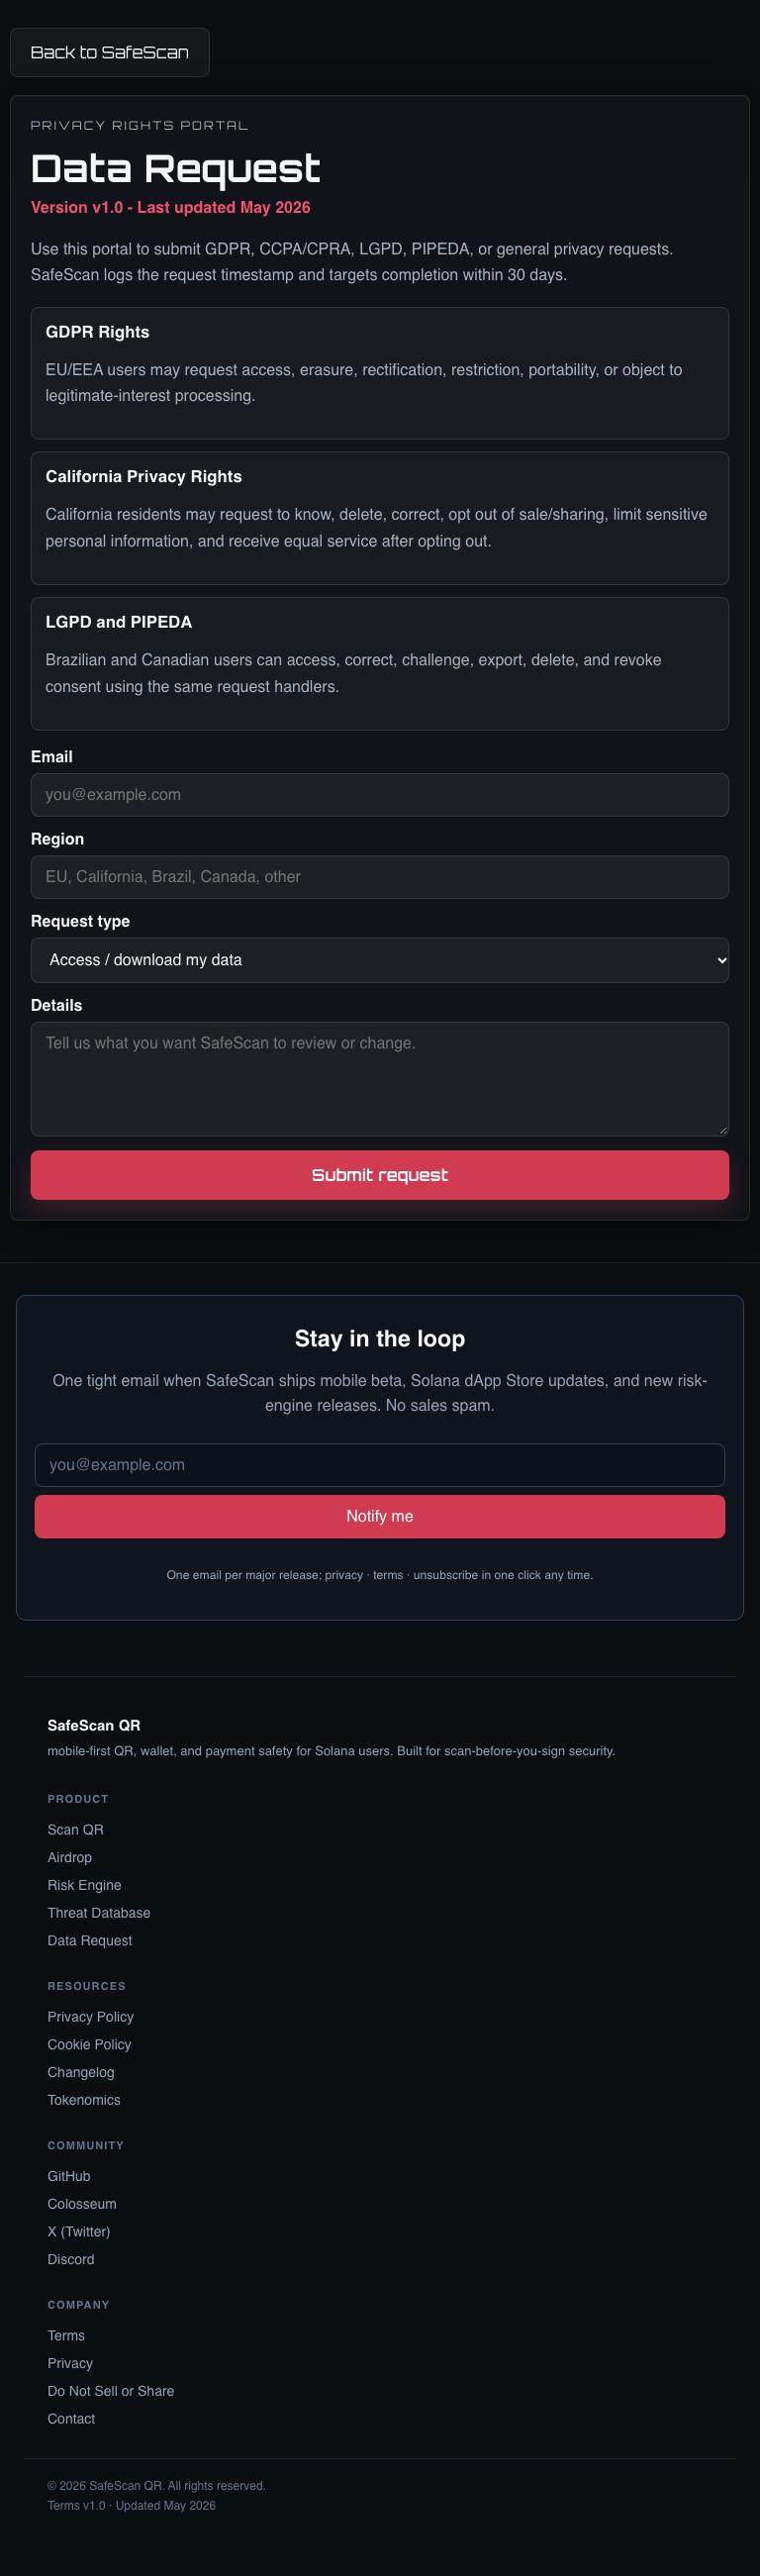 Back to SafeScan
PRIVACY RIGHTS PORTAL
Data Request
Version v1.0 - Last updated May 2026
Use this portal to submit GDPR, CCPA/CPRA, LGPD, PIPEDA, or general privacy requests.
SafeScan logs the request timestamp and targets completion within 30 days.
GDPR Rights
EU/EEA users may request access, erasure, rectification, restriction, portability, or object to
legitimate-interest processing.
California Privacy Rights
California residents may request to know, delete, correct, opt out of sale/sharing, limit sensitive
personal information, and receive equal service after opting out.
LGPD and PIPEDA
Brazilian and Canadian users can access, correct, challenge, export, delete, and revoke
consent using the same request handlers.
Email
you@example.com
Region
EU, California, Brazil, Canada, other
Request type
Access / download my data
Details
Tell us what you want SafeScan to review or change.
Submit request
Stay in the loop
One tight email when SafeScan ships mobile beta, Solana dApp Store updates, and new risk-
engine releases. No sales spam.
you@example.com
Notify me
One email per major release; privacy · terms · unsubscribe in one click any time.
SafeScan QR
mobile-first QR, wallet, and payment safety for Solana users. Built for scan-before-you-sign security.
PRODUCT
Scan QR
Airdrop
Risk Engine
Threat Database
Data Request
RESOURCES
Privacy Policy
Cookie Policy
Changelog
Tokenomics
COMMUNITY
GitHub
Colosseum
X (Twitter)
Discord
COMPANY
Terms
Privacy
Do Not Sell or Share
Contact
© 2026 SafeScan QR. All rights reserved.
Terms v1.0 · Updated May 2026